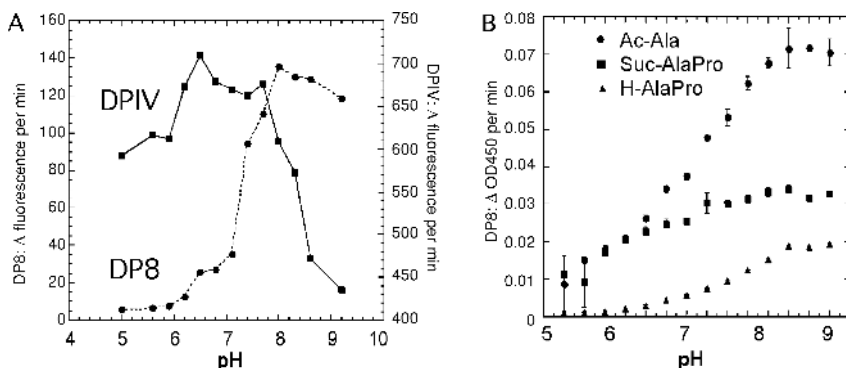 A
DP8: Δ fluorescence per min
160
140
120
100
80
60
40
20
0
DPIV
DP8
4 5 6 7 8 9 10
pH
750
700
650
600
550
500
450
400
DPIV: Δ fluorescence per min
B
DP8: Δ OD450 per min
0.08
0.07
0.06
0.05
0.04
0.03
0.02
0.01
0
Ac-Ala
Suc-AlaPro
H-AlaPro
5 6 7 8 9
pH